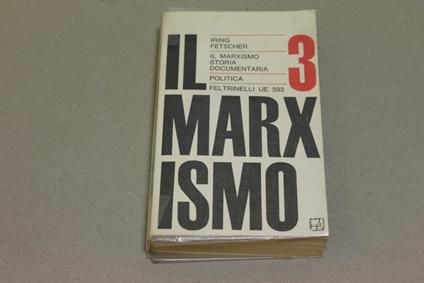 IL
IRING
FETSCHER
IL MARXISMO
STORIA
DOCUMENTARIA
POLITICA
FELTRINELLI UE 593
3
MARX
ISMO